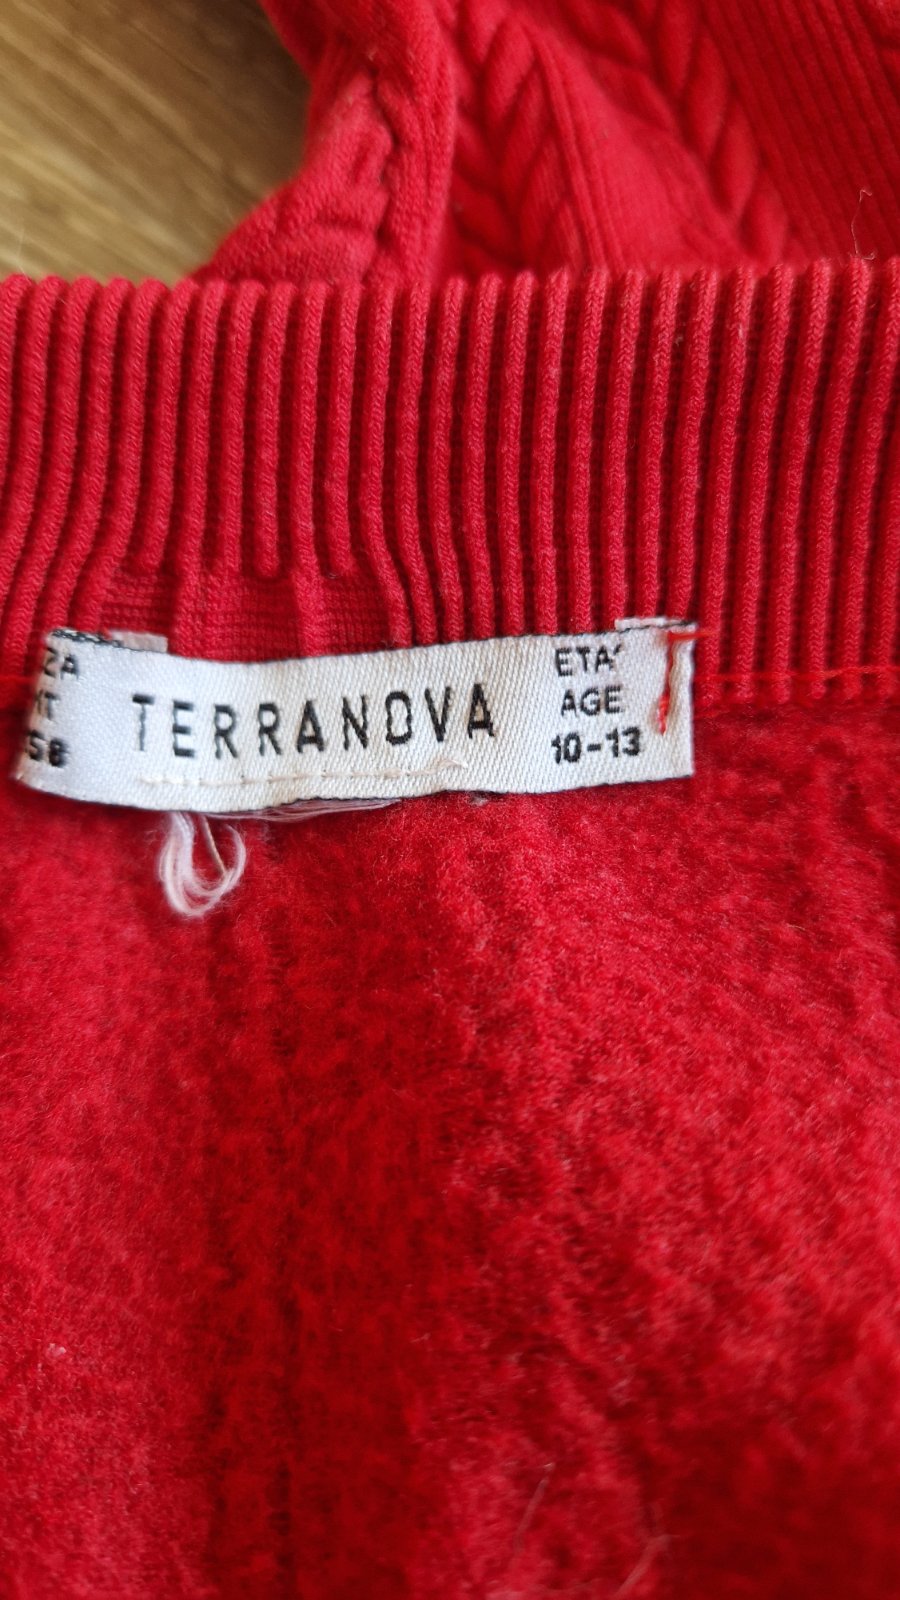 TERRANOVA
ETA'
AGE
10-13